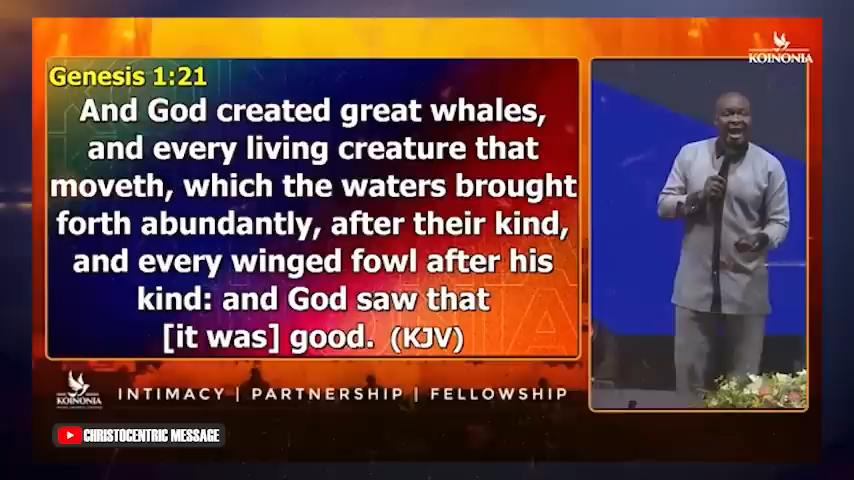 Genesis 1:21
And God created great whales,
and every living creature that
moveth, which the waters brought
forth abundantly, after their kind,
and every winged fowl after his
kind: and God saw that
[it was] good. (KJV)
KOINONIA
KOINONIA
INTIMACY | PARTNERSHIP | FELLOWSHIP
CHRISTOCENTRIC MESSAGE